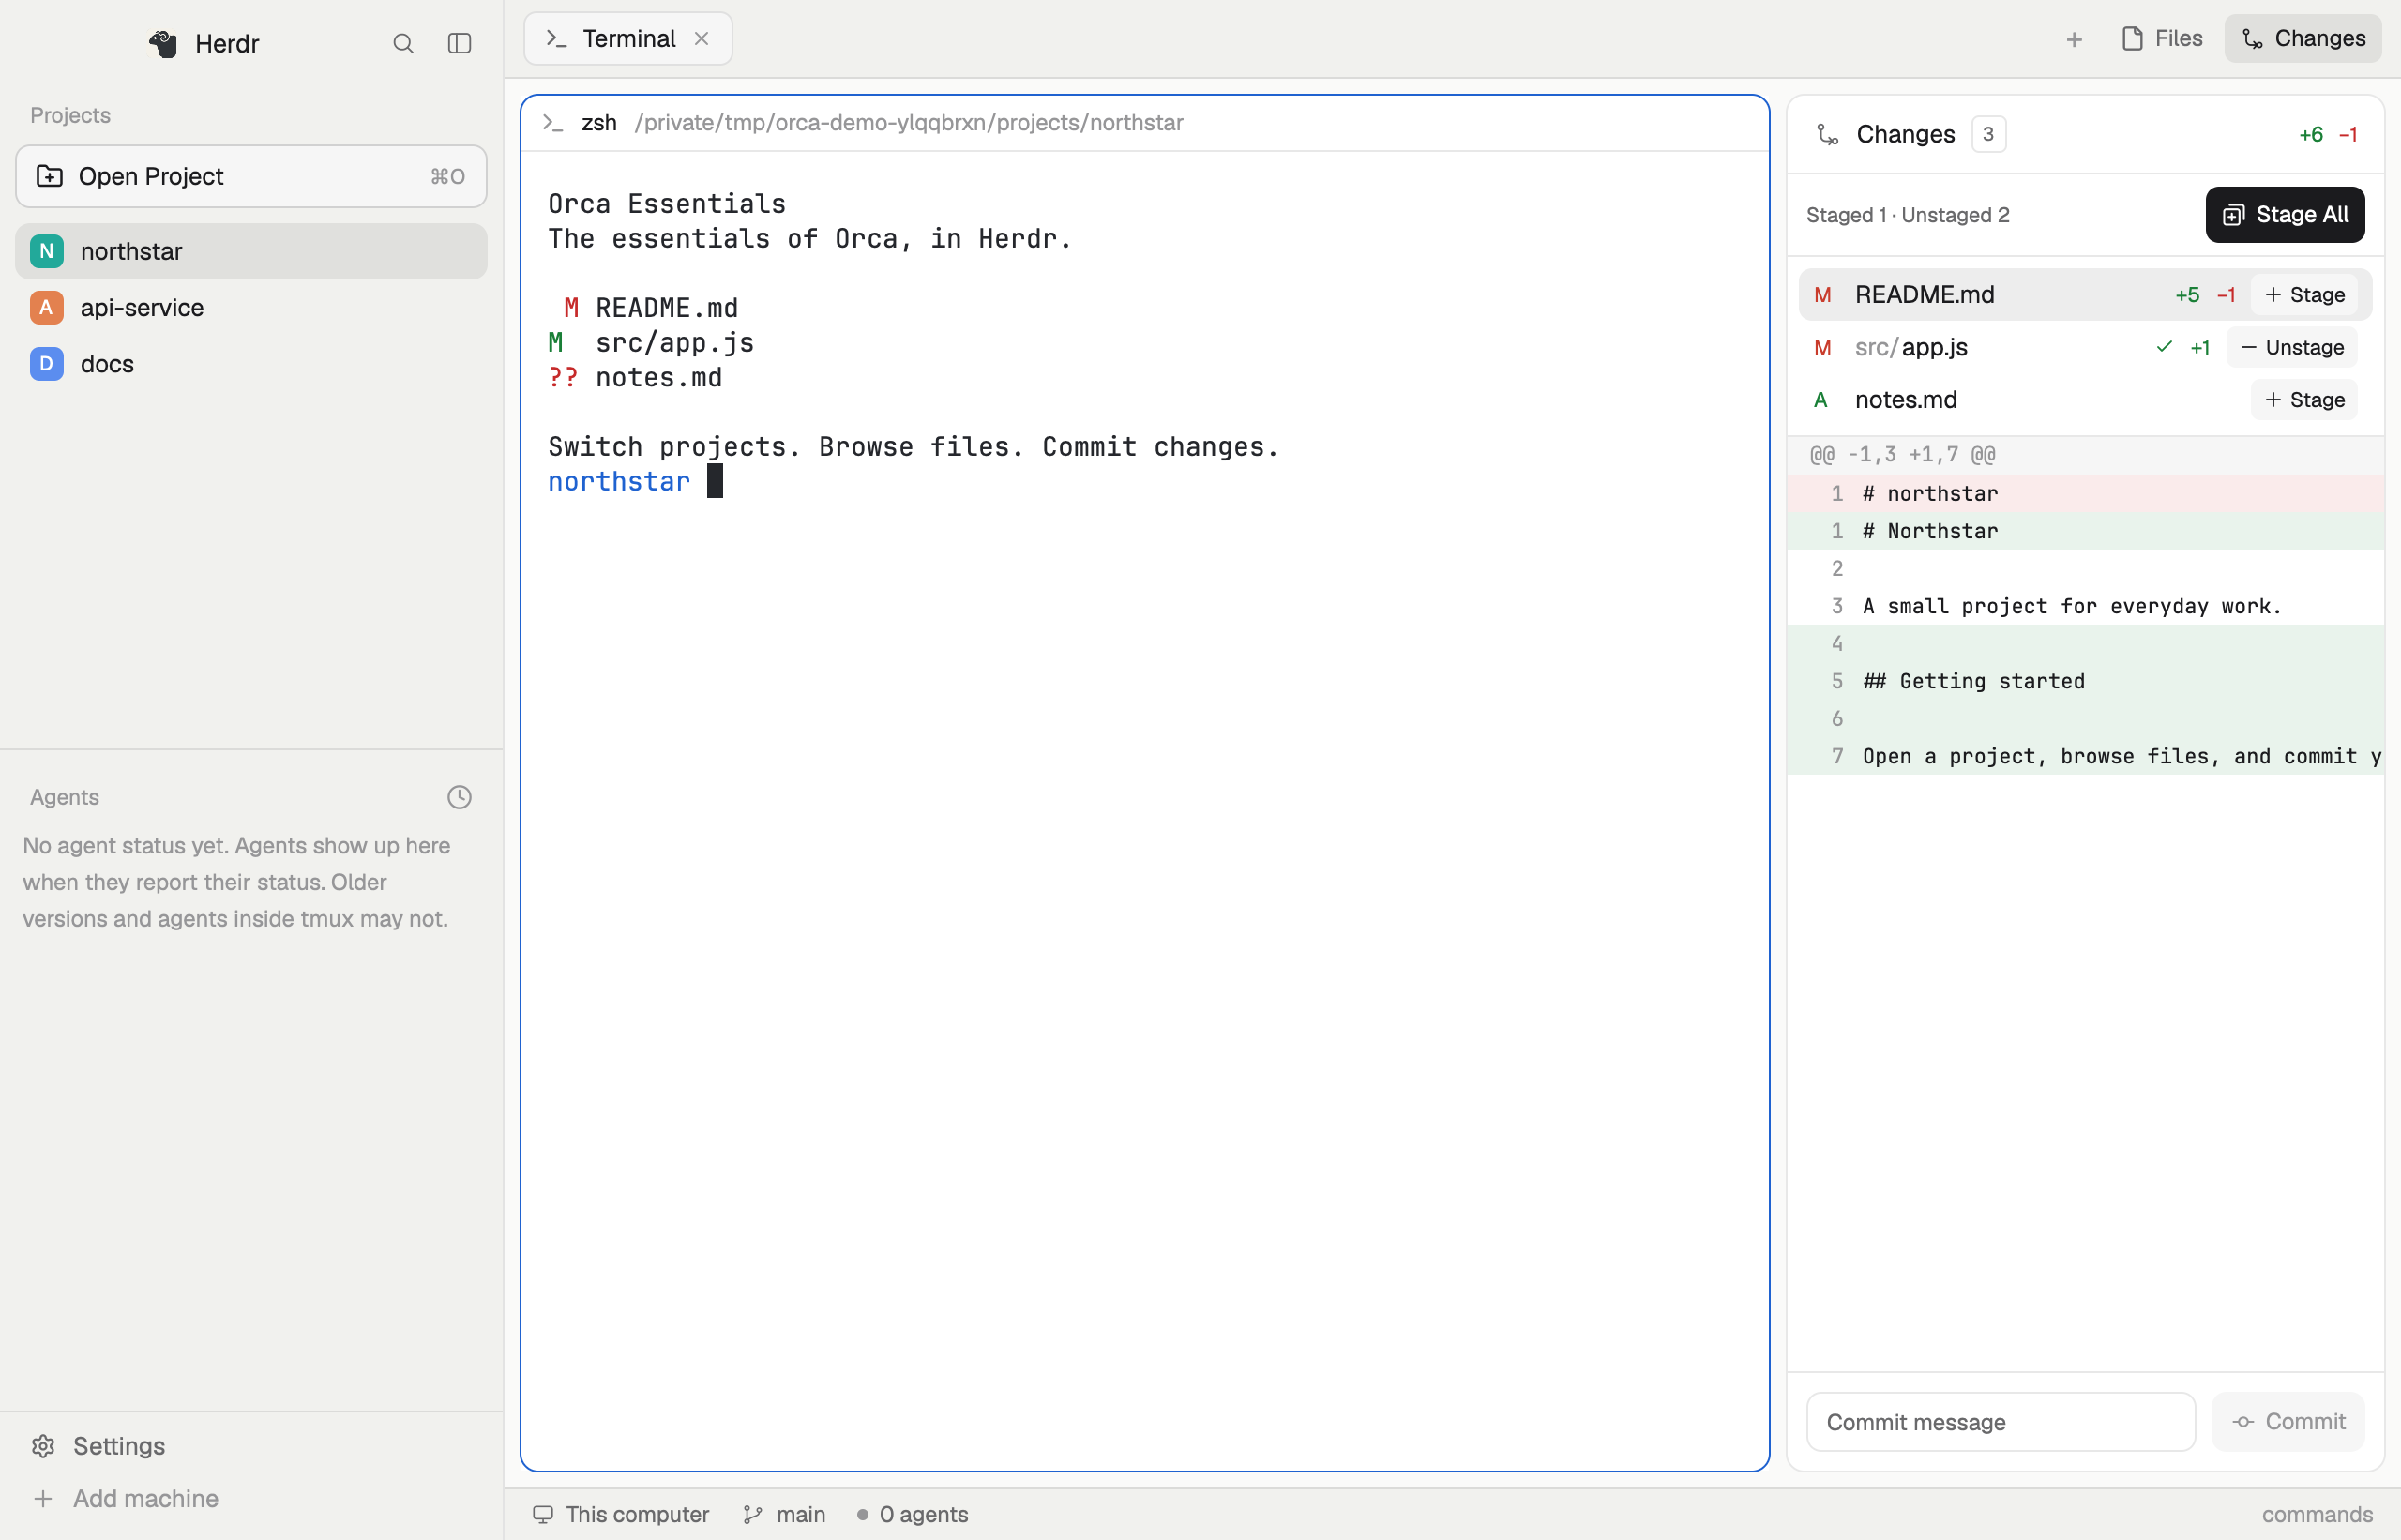 Herdr
Projects
Open Project ⌘O
N northstar
A api-service
D docs
Agents
No agent status yet. Agents show up here
when they report their status. Older
versions and agents inside tmux may not.
Settings
+ Add machine
Terminal ×
+ Files Changes
zsh /private/tmp/orca-demo-ylqqbrxn/projects/northstar
Orca Essentials
The essentials of Orca, in Herdr.
M README.md
M src/app.js
?? notes.md
Switch projects. Browse files. Commit changes.
northstar
Changes 3 +6 −1
Staged 1 · Unstaged 2 Stage All
M README.md +5 −1 + Stage
M src/app.js ✓ +1 − Unstage
A notes.md + Stage
@@ -1,3 +1,7 @@
1 # northstar
1 # Northstar
2
3 A small project for everyday work.
4
5 ## Getting started
6
7 Open a project, browse files, and commit y
Commit message Commit
This computer main 0 agents
commands